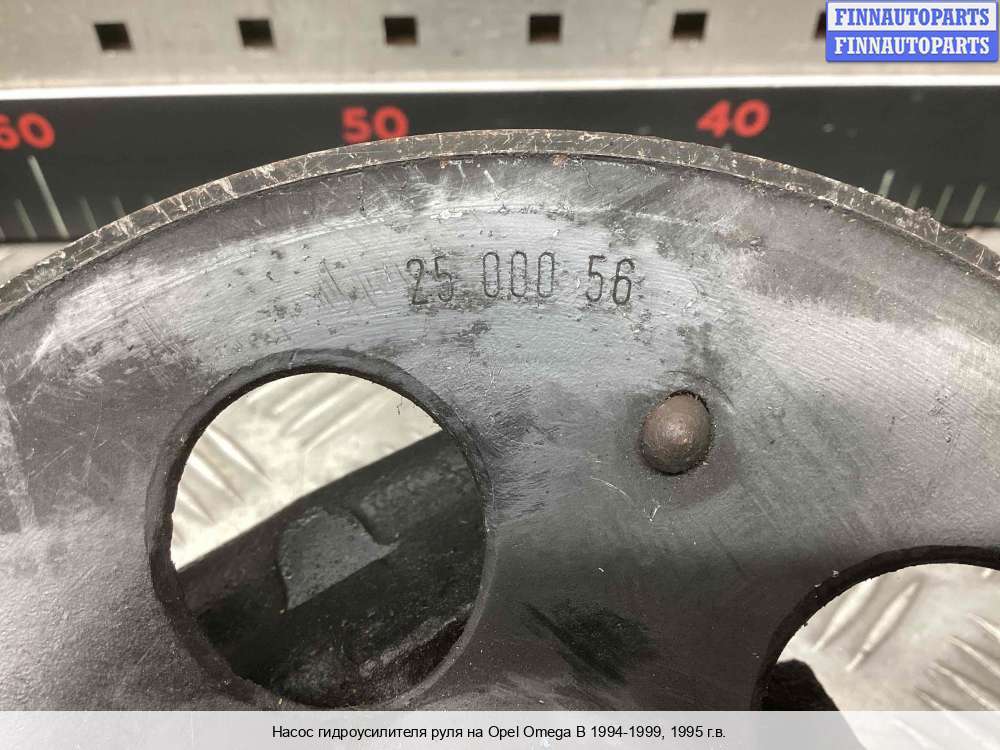 FINNAUTOPARTS
FINNAUTOPARTS
60 50 40
25 000 56
Насос гидроусилителя руля на Opel Omega B 1994-1999, 1995 г.в.